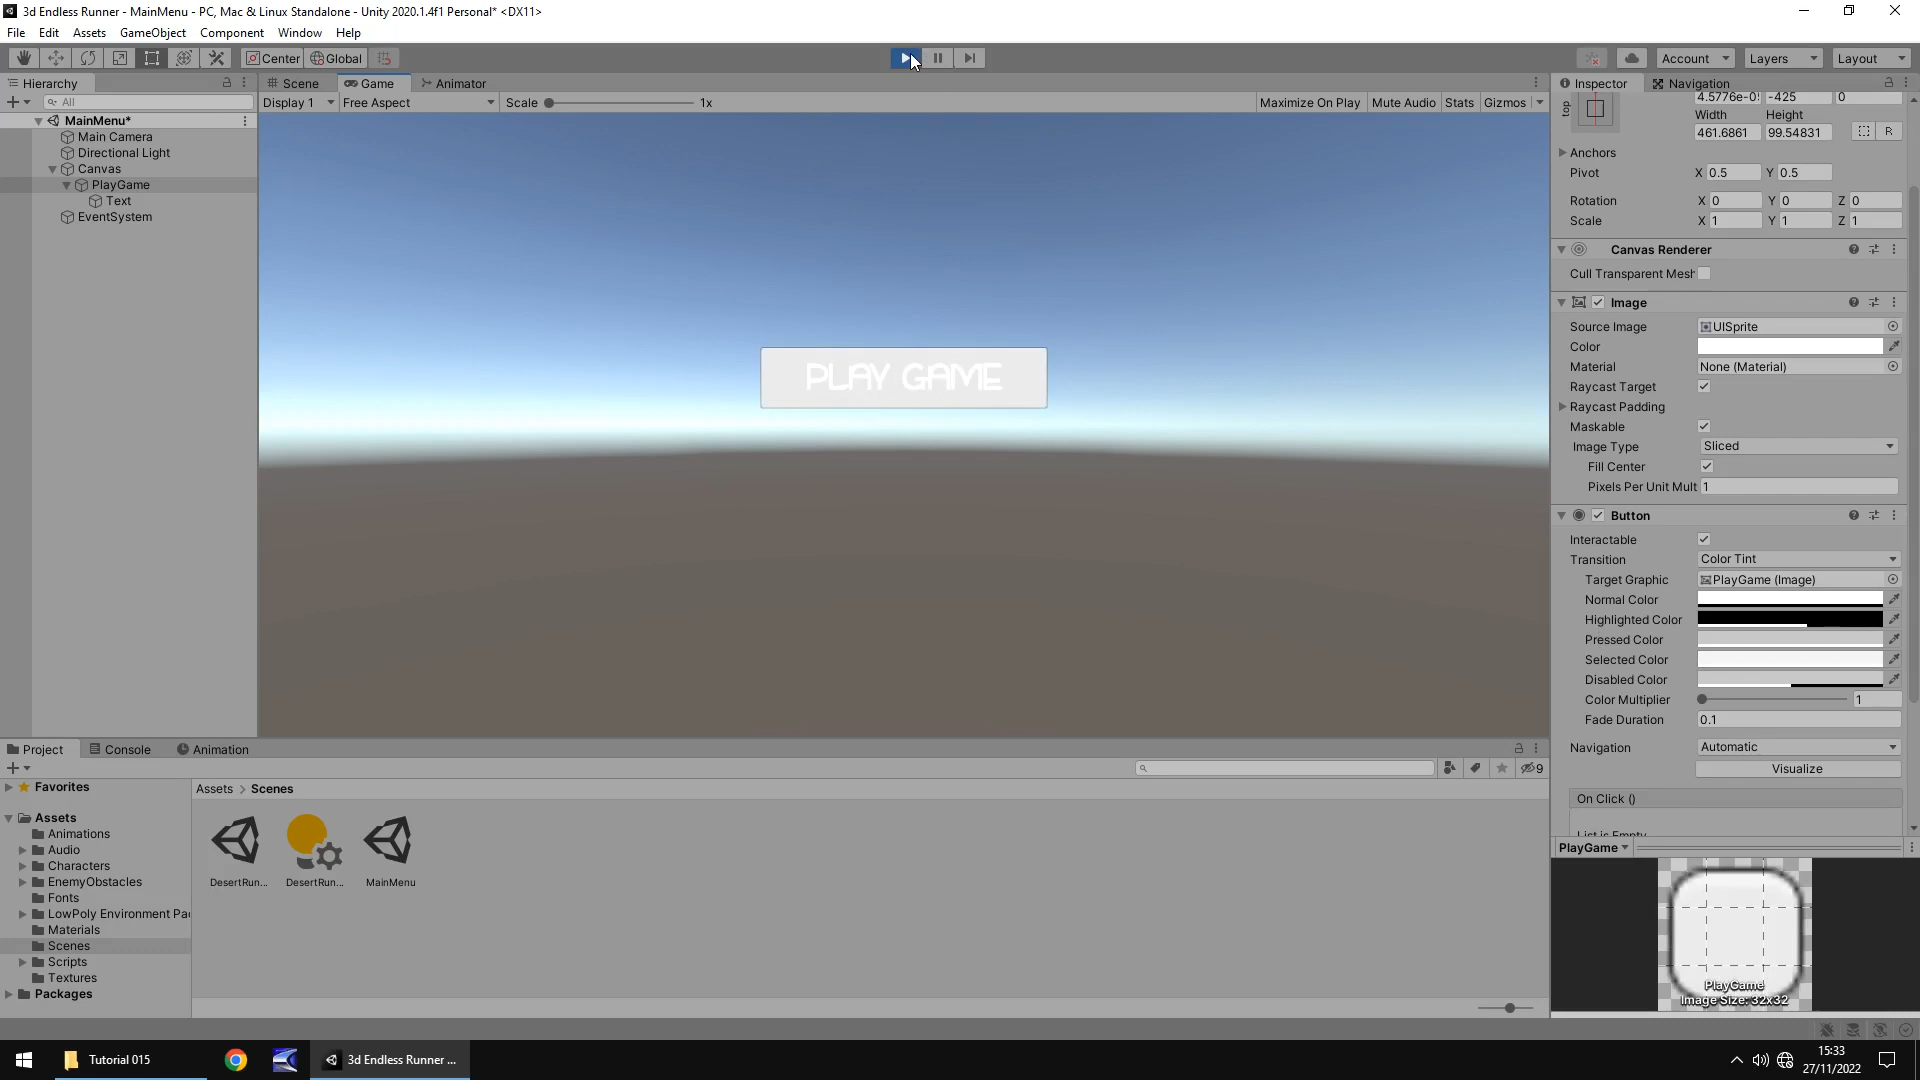 3d Endless Runner - MainMenu - PC, Mac & Linux Standalone - Unity 2020.1.4f1 Personal* <DX11>
File Edit Assets GameObject Component Window Help
Center Global Account Layers Layout
Hierarchy Scene Game Animator Inspector Navigation
All Display 1 Free Aspect Scale 1x Maximize On Play Mute Audio Stats Gizmos
MainMenu*
Main Camera
Directional Light
Canvas
PlayGame
Text
EventSystem
PLAY GAME
top
-425 0
Width Height
461.6861 99.54831 R
Anchors
Pivot X 0.5 Y 0.5
Rotation X 0 Y 0 Z 0
Scale X 1 Y 1 Z 1
Canvas Renderer
Cull Transparent Mesh
Image
Source Image UISprite
Color
Material None (Material)
Raycast Target
Raycast Padding
Maskable
Image Type Sliced
Fill Center
Pixels Per Unit Mult 1
Button
Interactable
Transition Color Tint
Target Graphic PlayGame (Image)
Normal Color
Highlighted Color
Pressed Color
Selected Color
Disabled Color
Color Multiplier 1
Fade Duration 0.1
Navigation Automatic
Visualize
On Click ()
List is Empty
PlayGame
PlayGame
Image Size: 32x32
Project Console Animation
9
Favorites
Assets
Animations
Audio
Characters
EnemyObstacles
Fonts
LowPoly Environment Pac
Materials
Scenes
Scripts
Textures
Packages
Assets > Scenes
DesertRun... DesertRun... MainMenu
Tutorial 015 3d Endless Runner ...
15:33
27/11/2022